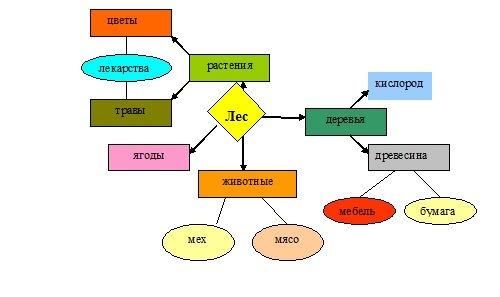 цветы
лекарства
растения
кислород
травы
Лес
деревья
ягоды
древесина
животные
мебель
бумага
мех
мясо